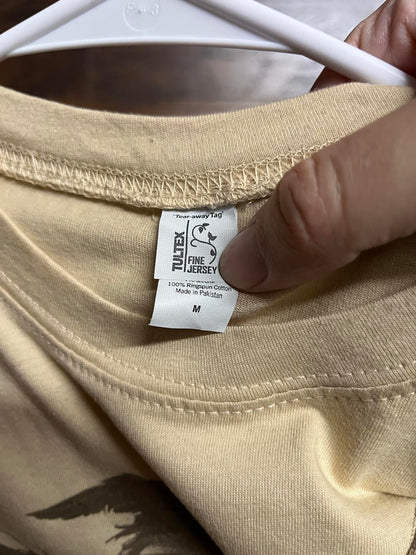 "Tear-away Tag"
TULTEX
FINE
JERSEY
100% Ringspun Cotton
Made in Pakistan
M